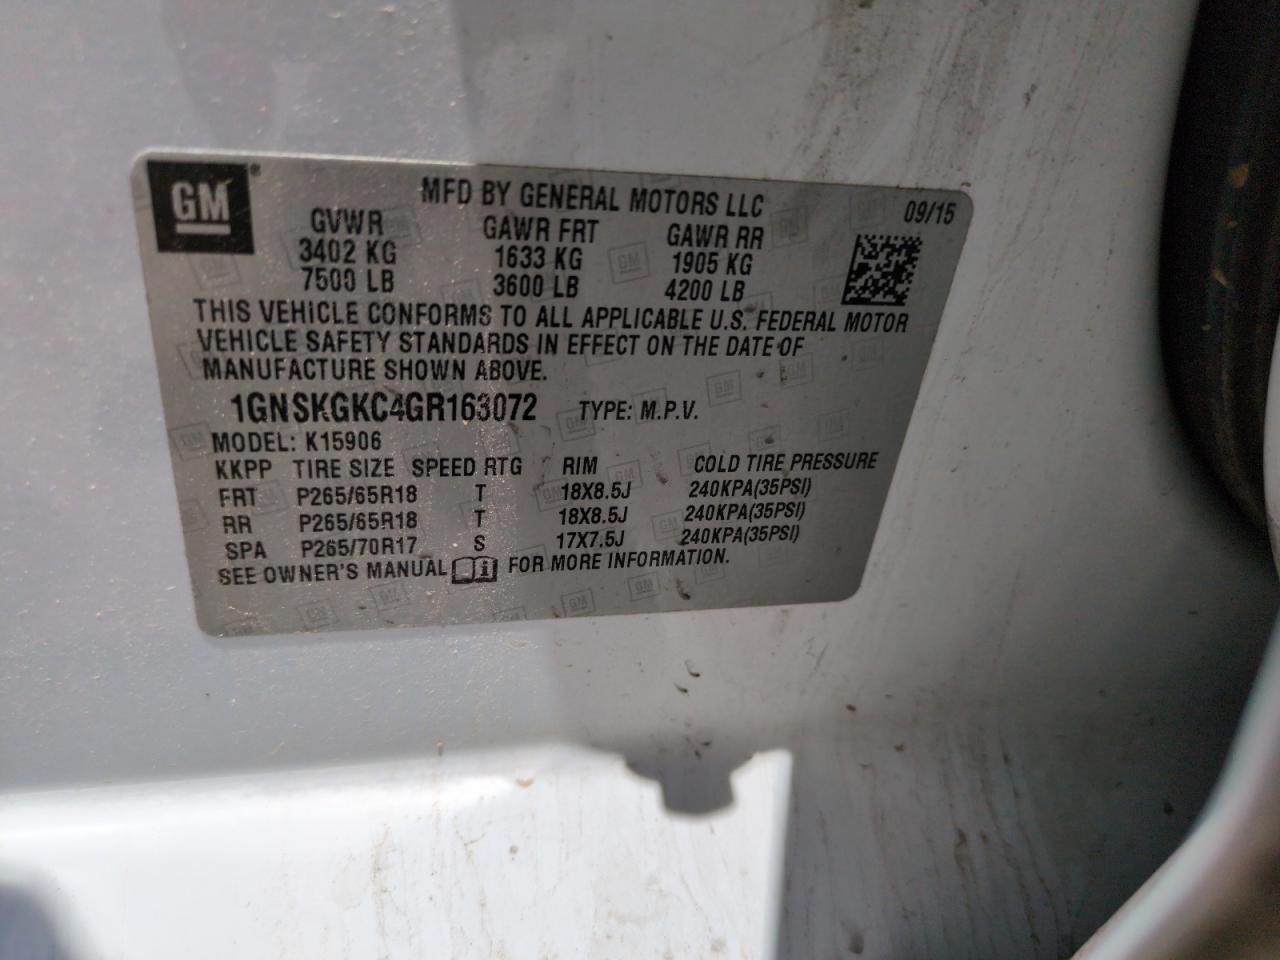 GM ®
MFD BY GENERAL MOTORS LLC 09/15
GVWR GAWR FRT GAWR RR
3402 KG 1633 KG 1905 KG
7500 LB 3600 LB 4200 LB
THIS VEHICLE CONFORMS TO ALL APPLICABLE U.S. FEDERAL MOTOR
VEHICLE SAFETY STANDARDS IN EFFECT ON THE DATE OF
MANUFACTURE SHOWN ABOVE.
1GNSKGKC4GR163072 TYPE: M.P.V.
MODEL: K15906
KKPP TIRE SIZE SPEED RTG RIM COLD TIRE PRESSURE
FRT P265/65R18 T 18X8.5J 240KPA(35PSI)
RR P265/65R18 T 18X8.5J 240KPA(35PSI)
SPA P265/70R17 S 17X7.5J 240KPA(35PSI)
SEE OWNER'S MANUAL FOR MORE INFORMATION.